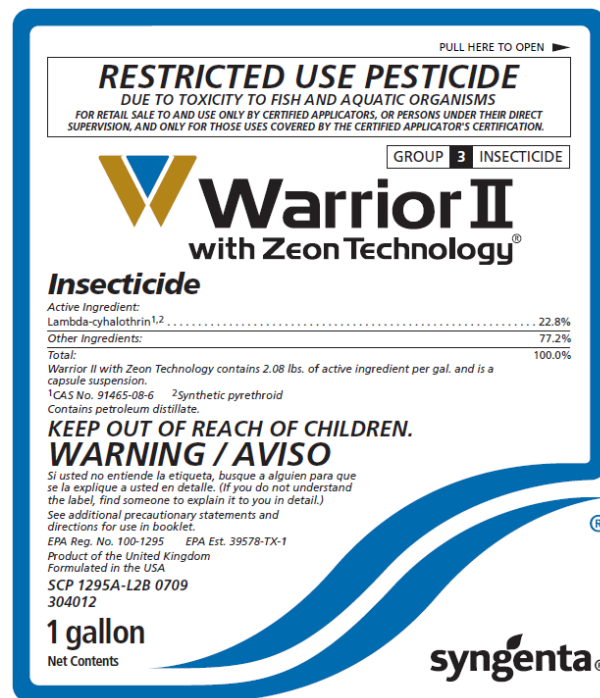 PULL HERE TO OPEN
RESTRICTED USE PESTICIDE
DUE TO TOXICITY TO FISH AND AQUATIC ORGANISMS
FOR RETAIL SALE TO AND USE ONLY BY CERTIFIED APPLICATORS, OR PERSONS UNDER THEIR DIRECT
SUPERVISION, AND ONLY FOR THOSE USES COVERED BY THE CERTIFIED APPLICATOR'S CERTIFICATION.
GROUP 3 INSECTICIDE
Warrior II
with Zeon Technology®
Insecticide
Active Ingredient:
Lambda-cyhalothrin1,2 . . . . . . . . . . . . . . . . . . . . . . . . . . . . . . 22.8%
Other Ingredients: 77.2%
Total: 100.0%
Warrior II with Zeon Technology contains 2.08 lbs. of active ingredient per gal. and is a
capsule suspension.
1CAS No. 91465-08-6 2Synthetic pyrethroid
Contains petroleum distillate.
KEEP OUT OF REACH OF CHILDREN.
WARNING / AVISO
Si usted no entiende la etiqueta, busque a alguien para que
se la explique a usted en detalle. (If you do not understand
the label, find someone to explain it to you in detail.)
See additional precautionary statements and
directions for use in booklet.
EPA Reg. No. 100-1295 EPA Est. 39578-TX-1
Product of the United Kingdom
Formulated in the USA
SCP 1295A-L2B 0709
304012
®
1 gallon
Net Contents
syngenta®